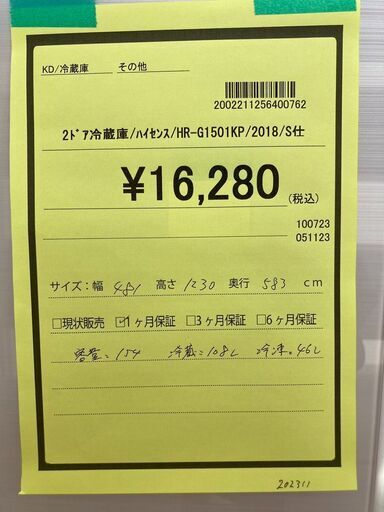 KD/冷蔵庫 その他
2002211256400762
2ﾄﾞｱ冷蔵庫/ﾊｲｾﾝｽ/HR-G1501KP/2018/S仕
¥16,280(税込)
100723
051123
サイズ：幅 481 高さ 1230 奥行 583 cm
□現状販売 ☑1ヶ月保証 □3ヶ月保証 □6ヶ月保証
容量：154 冷蔵：108L 冷凍：46L
202311